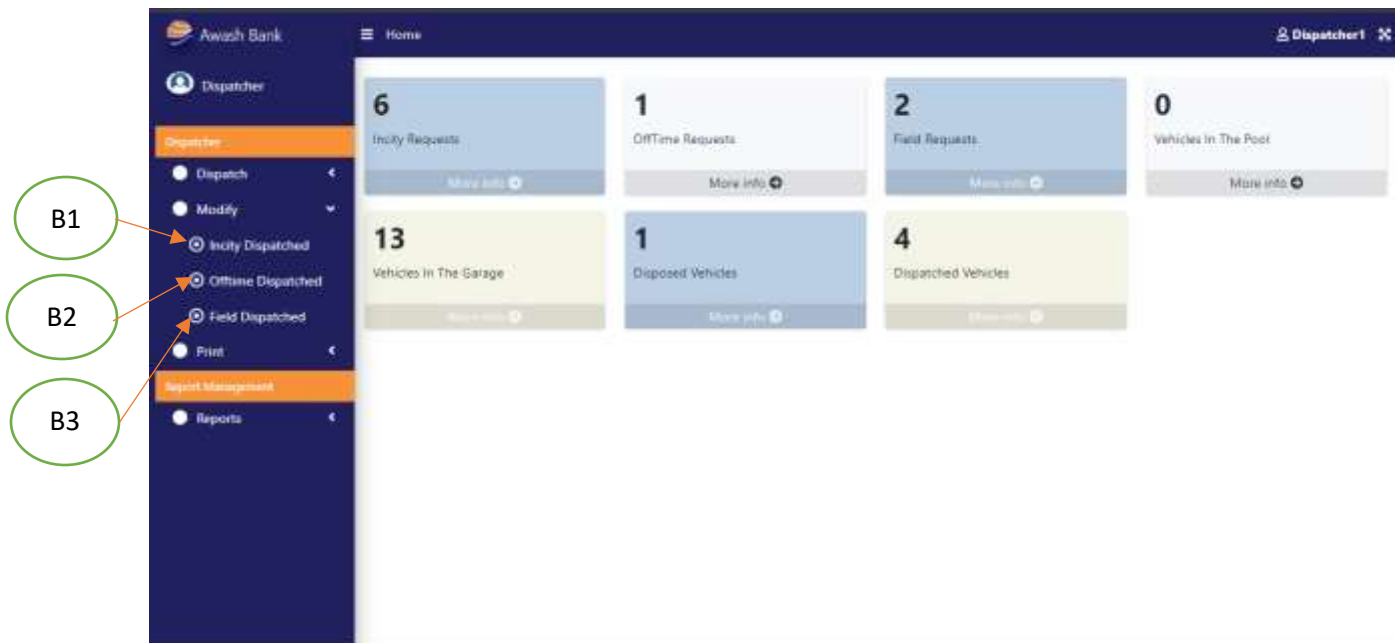 Awash Bank
Home
Dispatcher1
Dispatcher
Dispatcher
Dispatch
Modify
Incity Dispatched
Offtime Dispatched
Field Dispatched
Print
Report Management
Reports
B1
B2
B3
6
Incity Requests
More info
1
OffTime Requests
More info
2
Field Requests
More info
0
Vehicles In The Pool
More info
13
Vehicles In The Garage
More info
1
Disposed Vehicles
More info
4
Dispatched Vehicles
More info